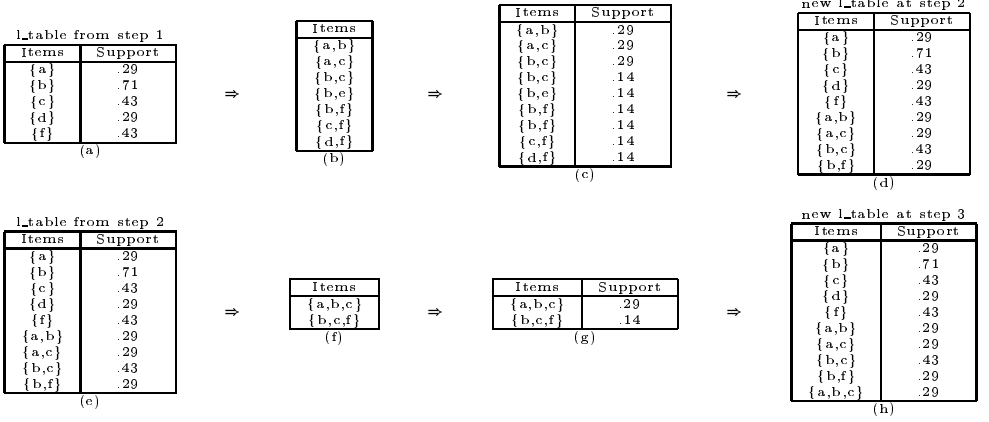 l_table from step 1
Items Support
{a} .29
{b} .71
{c} .43
{d} .29
{f} .43
(a)
⇒
Items
{a,b}
{a,c}
{b,c}
{b,e}
{b,f}
{c,f}
{d,f}
(b)
⇒
Items Support
{a,b} .29
{a,c} .29
{b,c} .29
{b,c} .14
{b,e} .14
{b,f} .14
{b,f} .14
{c,f} .14
{d,f} .14
(c)
⇒
new l_table at step 2
Items Support
{a} .29
{b} .71
{c} .43
{d} .29
{f} .43
{a,b} .29
{a,c} .29
{b,c} .43
{b,f} .29
(d)
l_table from step 2
Items Support
{a} .29
{b} .71
{c} .43
{d} .29
{f} .43
{a,b} .29
{a,c} .29
{b,c} .43
{b,f} .29
(e)
⇒
Items
{a,b,c}
{b,c,f}
(f)
⇒
Items Support
{a,b,c} .29
{b,c,f} .14
(g)
⇒
new l_table at step 3
Items Support
{a} .29
{b} .71
{c} .43
{d} .29
{f} .43
{a,b} .29
{a,c} .29
{b,c} .43
{b,f} .29
{a,b,c} .29
(h)